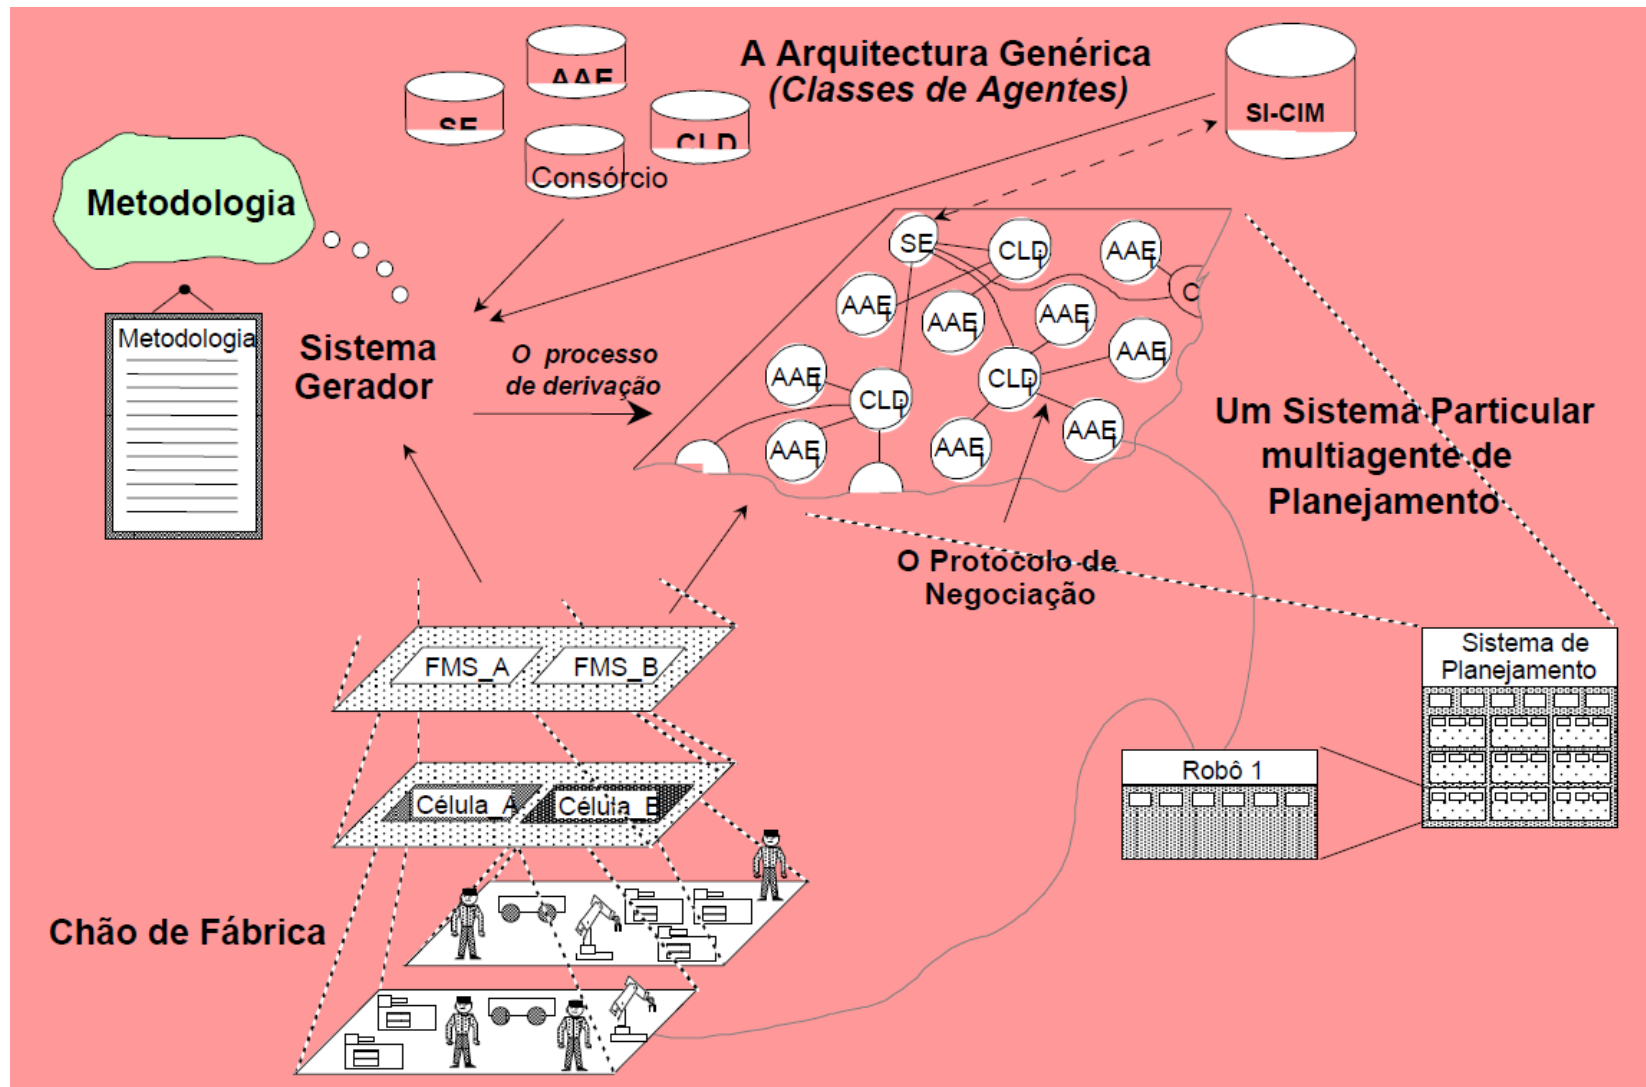 A Arquitectura Genérica
(Classes de Agentes)
AAE
SE
CLD
Consórcio
SI-CIM
Metodologia
Metodologia
Sistema
Gerador
O processo
de derivação
SE
CLD
AAE
C
AAE
AAE
AAE
AAE
AAE
CLD
CLD
AAE
AAE
AAE
Um Sistema Particular
multiagente de
Planejamento
O Protocolo de
Negociação
FMS_A
FMS_B
Sistema de
Planejamento
Robô 1
Célula_A
Célula_B
Chão de Fábrica